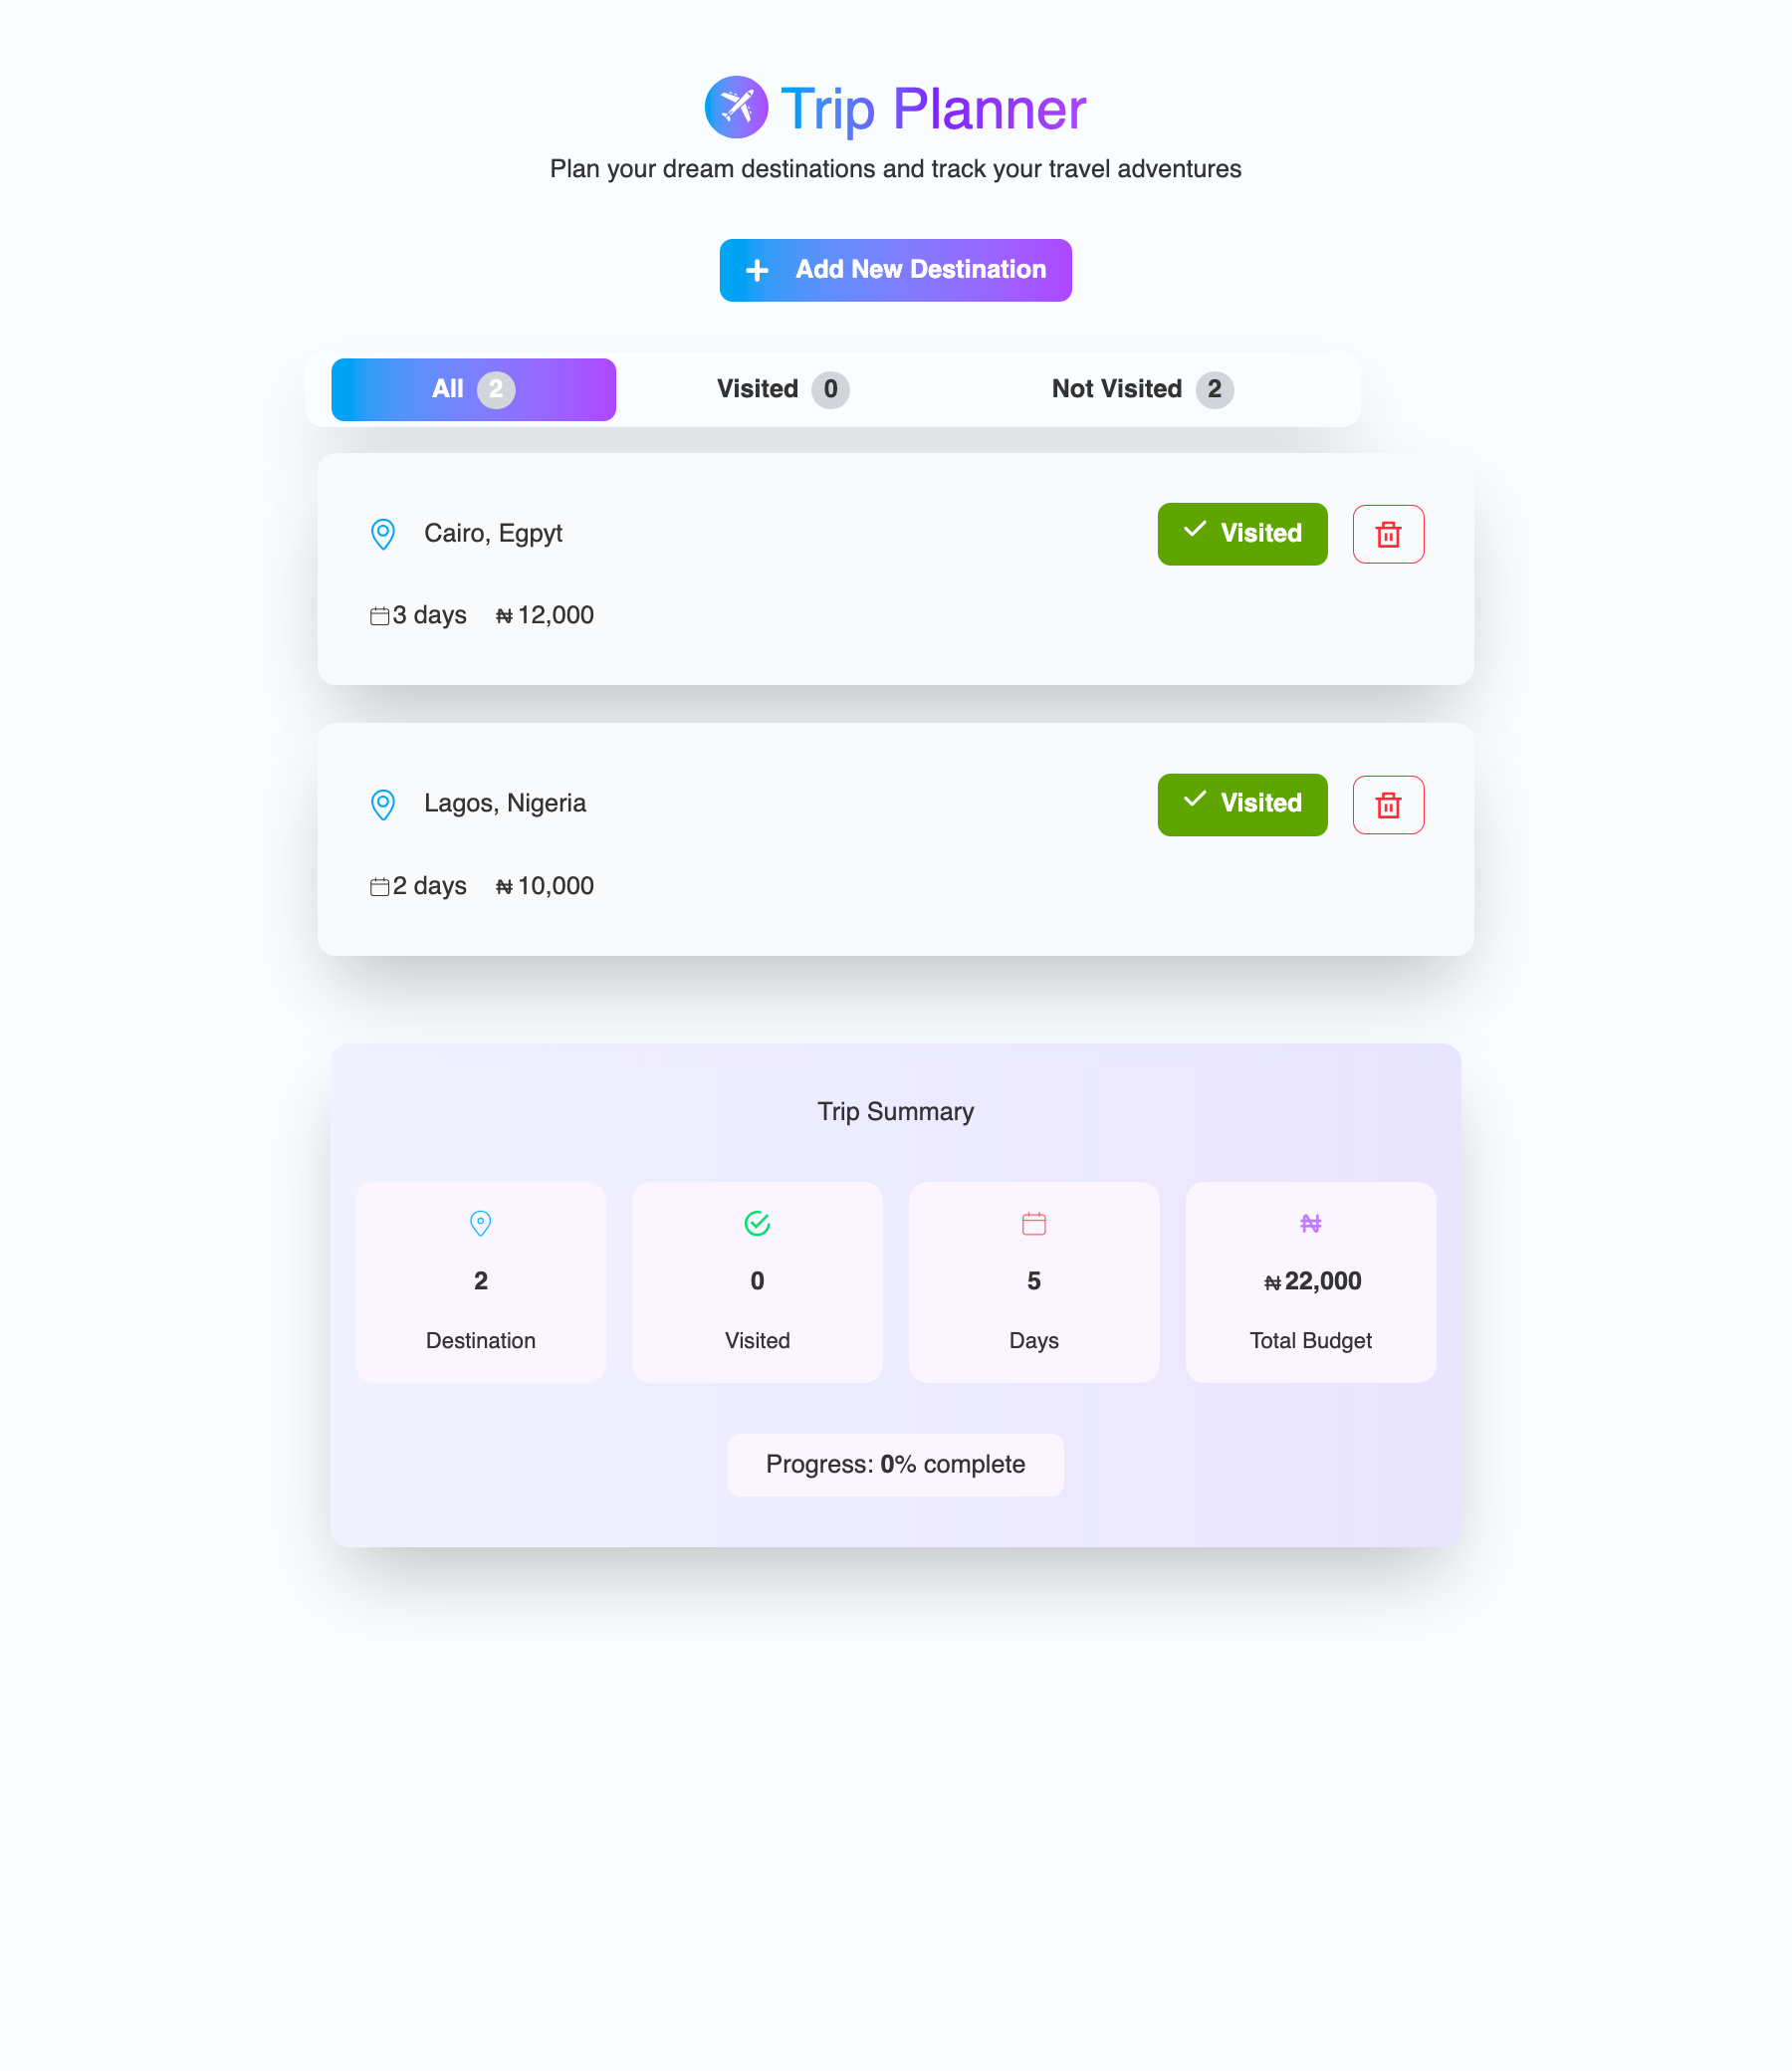 Trip Planner
Plan your dream destinations and track your travel adventures
Add New Destination
All 2 Visited 0 Not Visited 2
Cairo, Egpyt Visited
3 days ₦ 12,000
Lagos, Nigeria Visited
2 days ₦ 10,000
Trip Summary
₦
2 0 5 ₦ 22,000
Destination Visited Days Total Budget
Progress: 0% complete